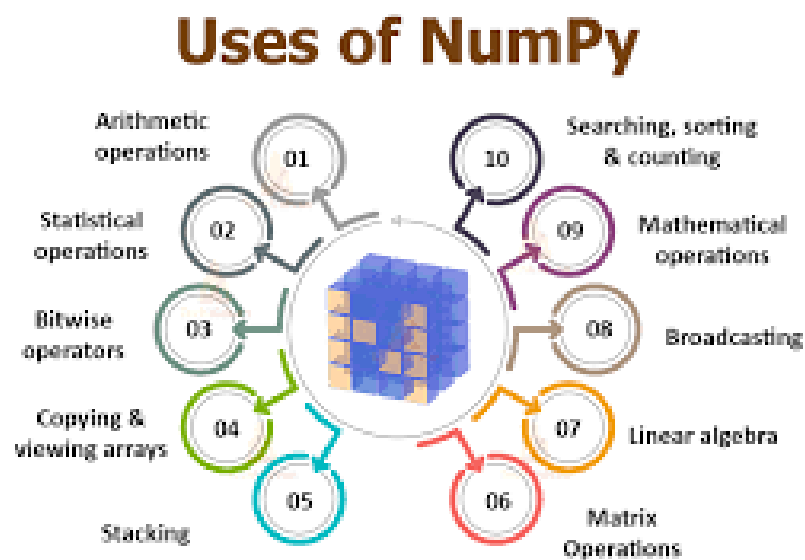 Uses of NumPy
01
Arithmetic
operations
02
Statistical
operations
03
Bitwise
operators
04
Copying &
viewing arrays
05
Stacking
06
Matrix
Operations
07
Linear algebra
08
Broadcasting
09
Mathematical
operations
10
Searching, sorting
& counting